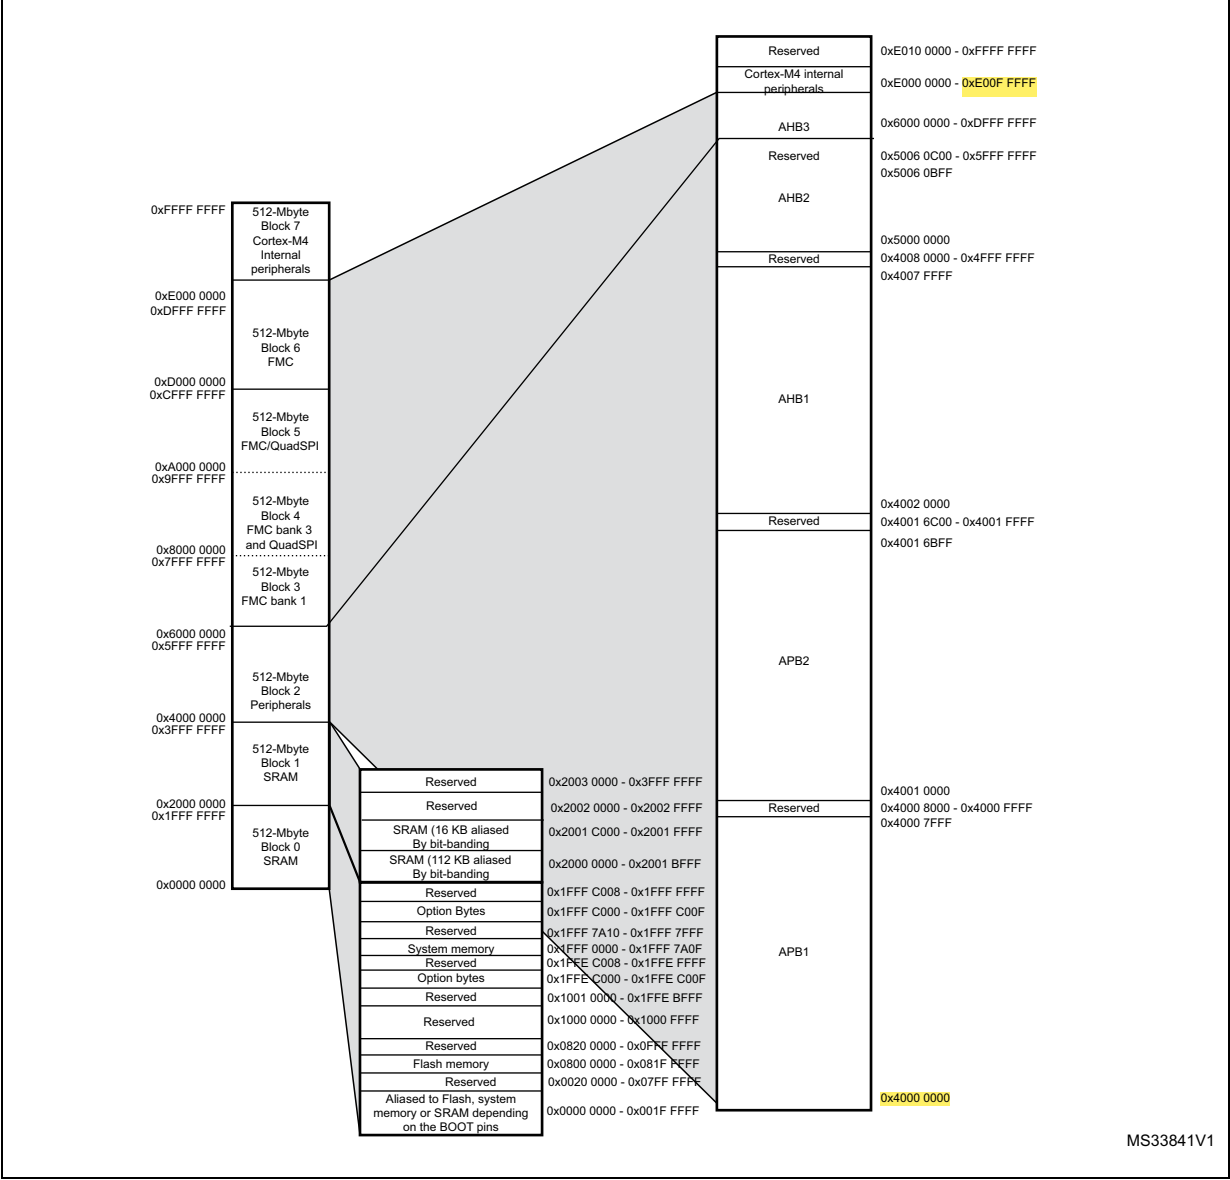 0xFFFF FFFF
512-Mbyte
Block 7
Cortex-M4
Internal
peripherals
0xE000 0000
0xDFFF FFFF
512-Mbyte
Block 6
FMC
0xD000 0000
0xCFFF FFFF
512-Mbyte
Block 5
FMC/QuadSPI
0xA000 0000
0x9FFF FFFF
512-Mbyte
Block 4
FMC bank 3
and QuadSPI
0x8000 0000
0x7FFF FFFF
512-Mbyte
Block 3
FMC bank 1
0x6000 0000
0x5FFF FFFF
512-Mbyte
Block 2
Peripherals
0x4000 0000
0x3FFF FFFF
512-Mbyte
Block 1
SRAM
0x2000 0000
0x1FFF FFFF
512-Mbyte
Block 0
SRAM
0x0000 0000
Reserved 0x2003 0000 - 0x3FFF FFFF
Reserved 0x2002 0000 - 0x2002 FFFF
SRAM (16 KB aliased
By bit-banding
0x2001 C000 - 0x2001 FFFF
SRAM (112 KB aliased
By bit-banding
0x2000 0000 - 0x2001 BFFF
Reserved 0x1FFF C008 - 0x1FFF FFFF
Option Bytes 0x1FFF C000 - 0x1FFF C00F
Reserved 0x1FFF 7A10 - 0x1FFF 7FFF
System memory 0x1FFF 0000 - 0x1FFF 7A0F
Reserved 0x1FFE C008 - 0x1FFE FFFF
Option bytes 0x1FFE C000 - 0x1FFE C00F
Reserved 0x1001 0000 - 0x1FFE BFFF
Reserved 0x1000 0000 - 0x1000 FFFF
Reserved 0x0820 0000 - 0x0FFF FFFF
Flash memory 0x0800 0000 - 0x081F FFFF
Reserved 0x0020 0000 - 0x07FF FFFF
Aliased to Flash, system
memory or SRAM depending
on the BOOT pins
0x0000 0000 - 0x001F FFFF
Reserved 0xE010 0000 - 0xFFFF FFFF
Cortex-M4 internal
peripherals
0xE000 0000 - 0xE00F FFFF
AHB3 0x6000 0000 - 0xDFFF FFFF
Reserved 0x5006 0C00 - 0x5FFF FFFF
0x5006 0BFF
AHB2
0x5000 0000
Reserved 0x4008 0000 - 0x4FFF FFFF
0x4007 FFFF
AHB1
0x4002 0000
Reserved 0x4001 6C00 - 0x4001 FFFF
0x4001 6BFF
APB2
0x4001 0000
Reserved 0x4000 8000 - 0x4000 FFFF
0x4000 7FFF
APB1
0x4000 0000
MS33841V1